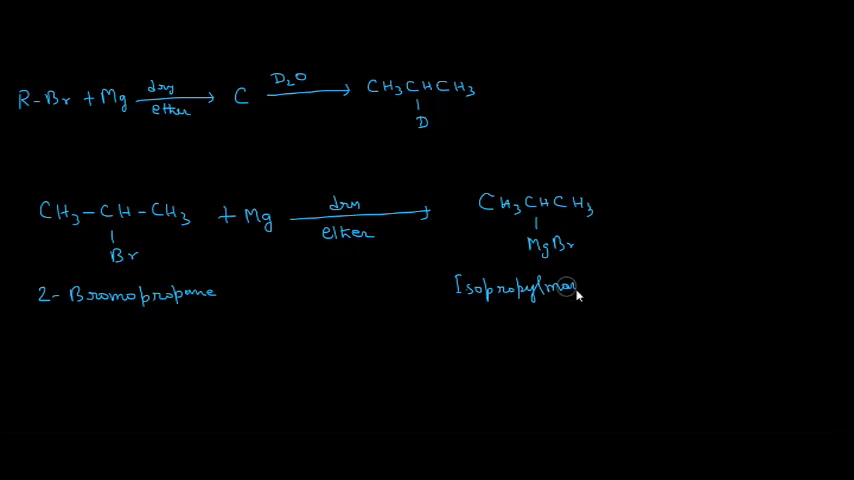 R-Br + Mg dry ether C D₂O CH₃CHCH₃
D
CH₃-CH-CH₃ + Mg dry ether CH₃CHCH₃
Br MgBr
2-Bromopropane Isopropylma